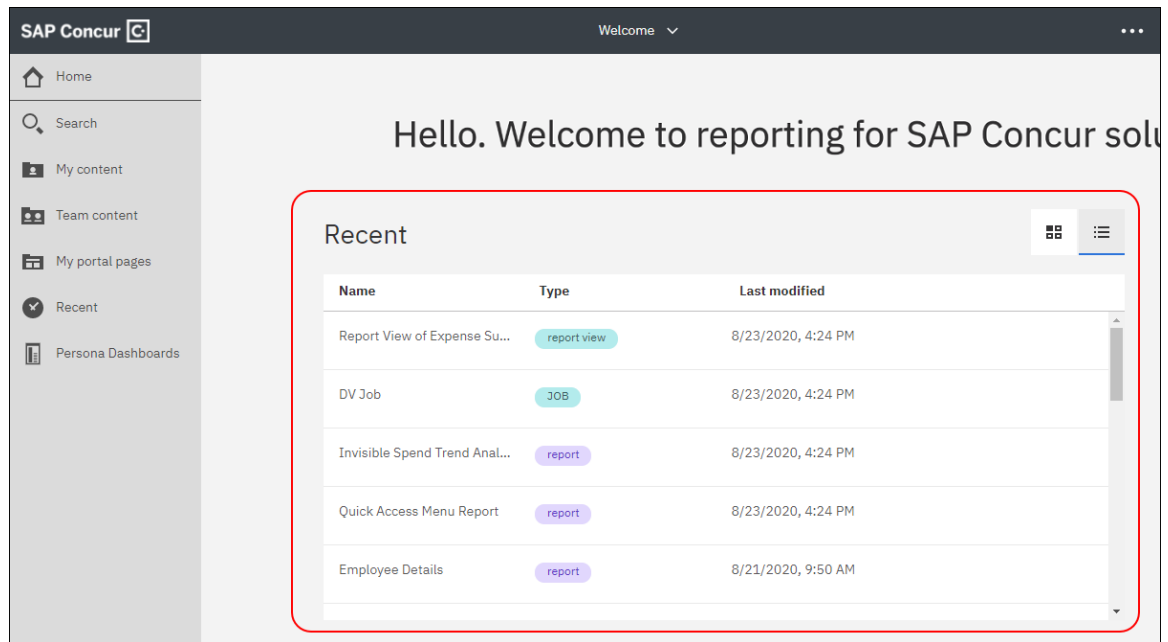 SAP Concur
Welcome
Home
Search
My content
Team content
My portal pages
Recent
Persona Dashboards
Hello. Welcome to reporting for SAP Concur
Recent
Name Type Last modified
Report View of Expense Su... report view 8/23/2020, 4:24 PM
DV Job JOB 8/23/2020, 4:24 PM
Invisible Spend Trend Anal... report 8/23/2020, 4:24 PM
Quick Access Menu Report report 8/23/2020, 4:24 PM
Employee Details report 8/21/2020, 9:50 AM